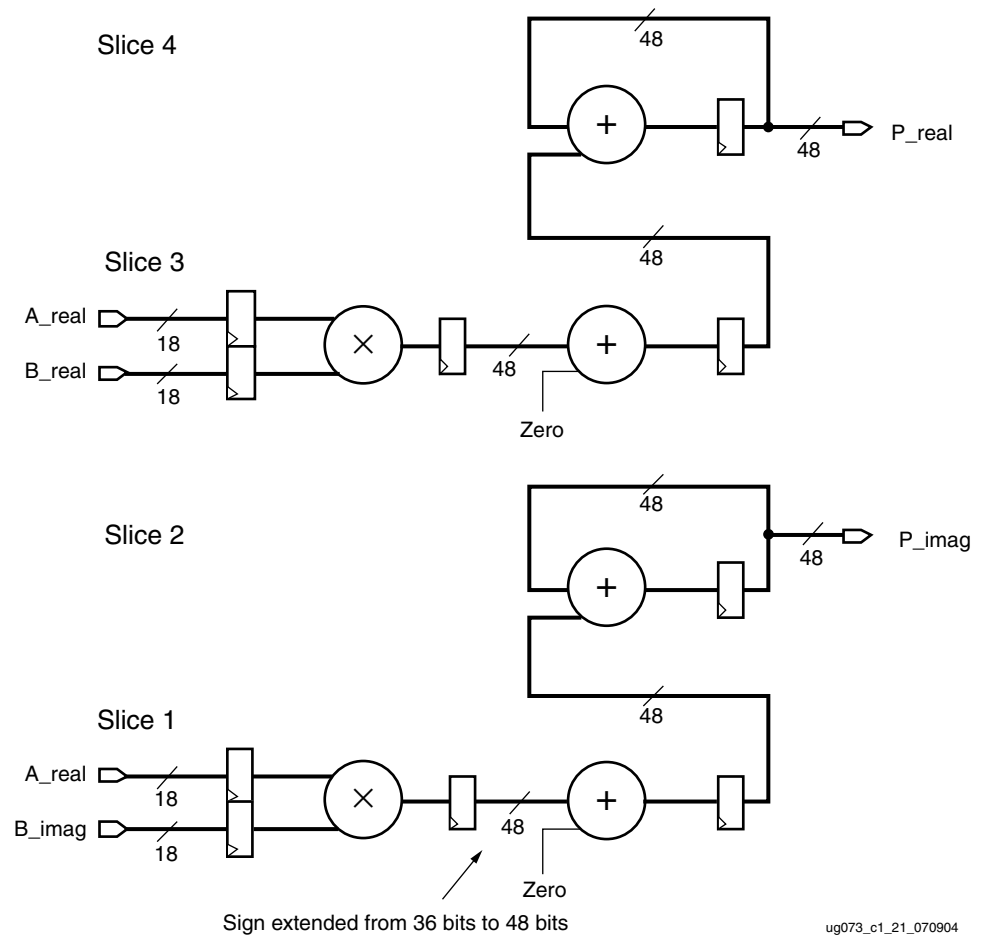 Slice 4
48
+
48
P_real
48
Slice 3
A_real
18
×
48
+
B_real
18
Zero
48
Slice 2
+
48
P_imag
48
Slice 1
A_real
18
×
48
+
B_imag
18
Zero
Sign extended from 36 bits to 48 bits
ug073_c1_21_070904